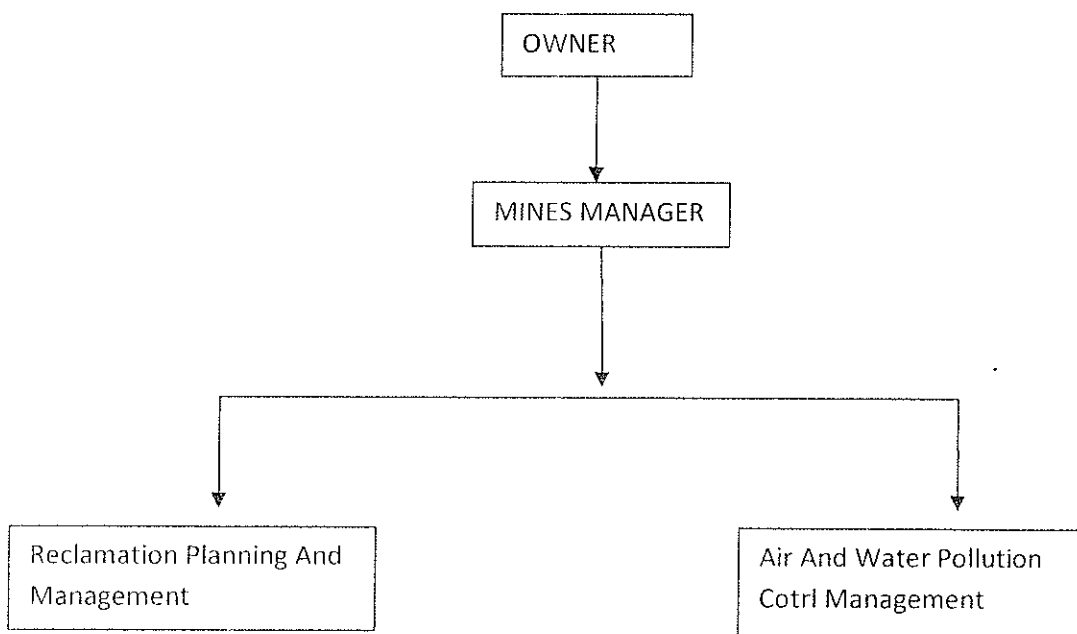 OWNER
MINES MANAGER
Reclamation Planning And
Management
Air And Water Pollution
Cotrl Management